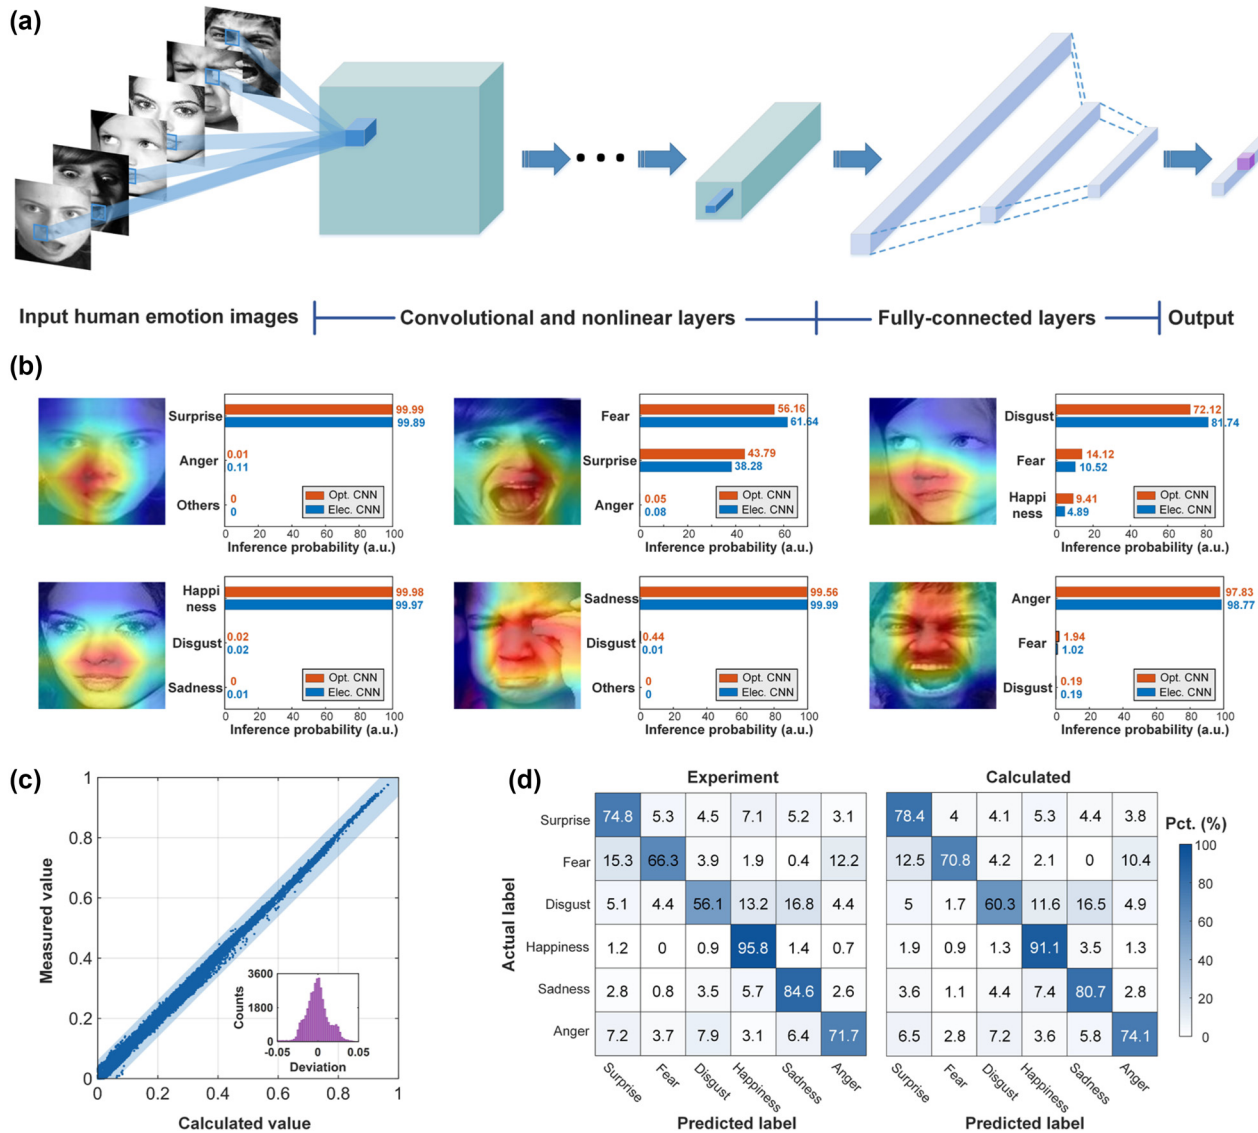 (a)
Input human emotion images
Convolutional and nonlinear layers
Fully-connected layers
Output
(b)
Surprise
99.99
99.89
Anger
0.01
0.11
Others
0
0
Opt. CNN
Elec. CNN
0 20 40 60 80 100
Inference probability (a.u.)
Fear
56.16
61.64
Surprise
43.79
38.28
Anger
0.05
0.08
Opt. CNN
Elec. CNN
0 20 40 60
Inference probability (a.u.)
Disgust
72.12
81.74
Fear
14.12
10.52
Happi
ness
9.41
4.89
Opt. CNN
Elec. CNN
0 20 40 60 80
Inference probability (a.u.)
Happi
ness
99.98
99.97
Disgust
0.02
0.02
Sadness
0
0.01
Opt. CNN
Elec. CNN
0 20 40 60 80 100
Inference probability (a.u.)
Sadness
99.56
99.99
Disgust
0.44
0.01
Others
0
0
Opt. CNN
Elec. CNN
0 20 40 60 80 100
Inference probability (a.u.)
Anger
97.83
98.77
Fear
1.94
1.02
Disgust
0.19
0.19
Opt. CNN
Elec. CNN
0 20 40 60 80 100
Inference probability (a.u.)
(c)
Measured value
1
0.8
0.6
0.4
0.2
0
0 0.2 0.4 0.6 0.8 1
Calculated value
Counts
3600
1800
0
-0.05 0 0.05
Deviation
(d)
Experiment
Actual label
Surprise 74.8 5.3 4.5 7.1 5.2 3.1
Fear 15.3 66.3 3.9 1.9 0.4 12.2
Disgust 5.1 4.4 56.1 13.2 16.8 4.4
Happiness 1.2 0 0.9 95.8 1.4 0.7
Sadness 2.8 0.8 3.5 5.7 84.6 2.6
Anger 7.2 3.7 7.9 3.1 6.4 71.7
Surprise Fear Disgust Happiness Sadness Anger
Predicted label
Calculated
78.4 4 4.1 5.3 4.4 3.8
12.5 70.8 4.2 2.1 0 10.4
5 1.7 60.3 11.6 16.5 4.9
1.9 0.9 1.3 91.1 3.5 1.3
3.6 1.1 4.4 7.4 80.7 2.8
6.5 2.8 7.2 3.6 5.8 74.1
Surprise Fear Disgust Happiness Sadness Anger
Predicted label
Pct. (%)
100
80
60
40
20
0